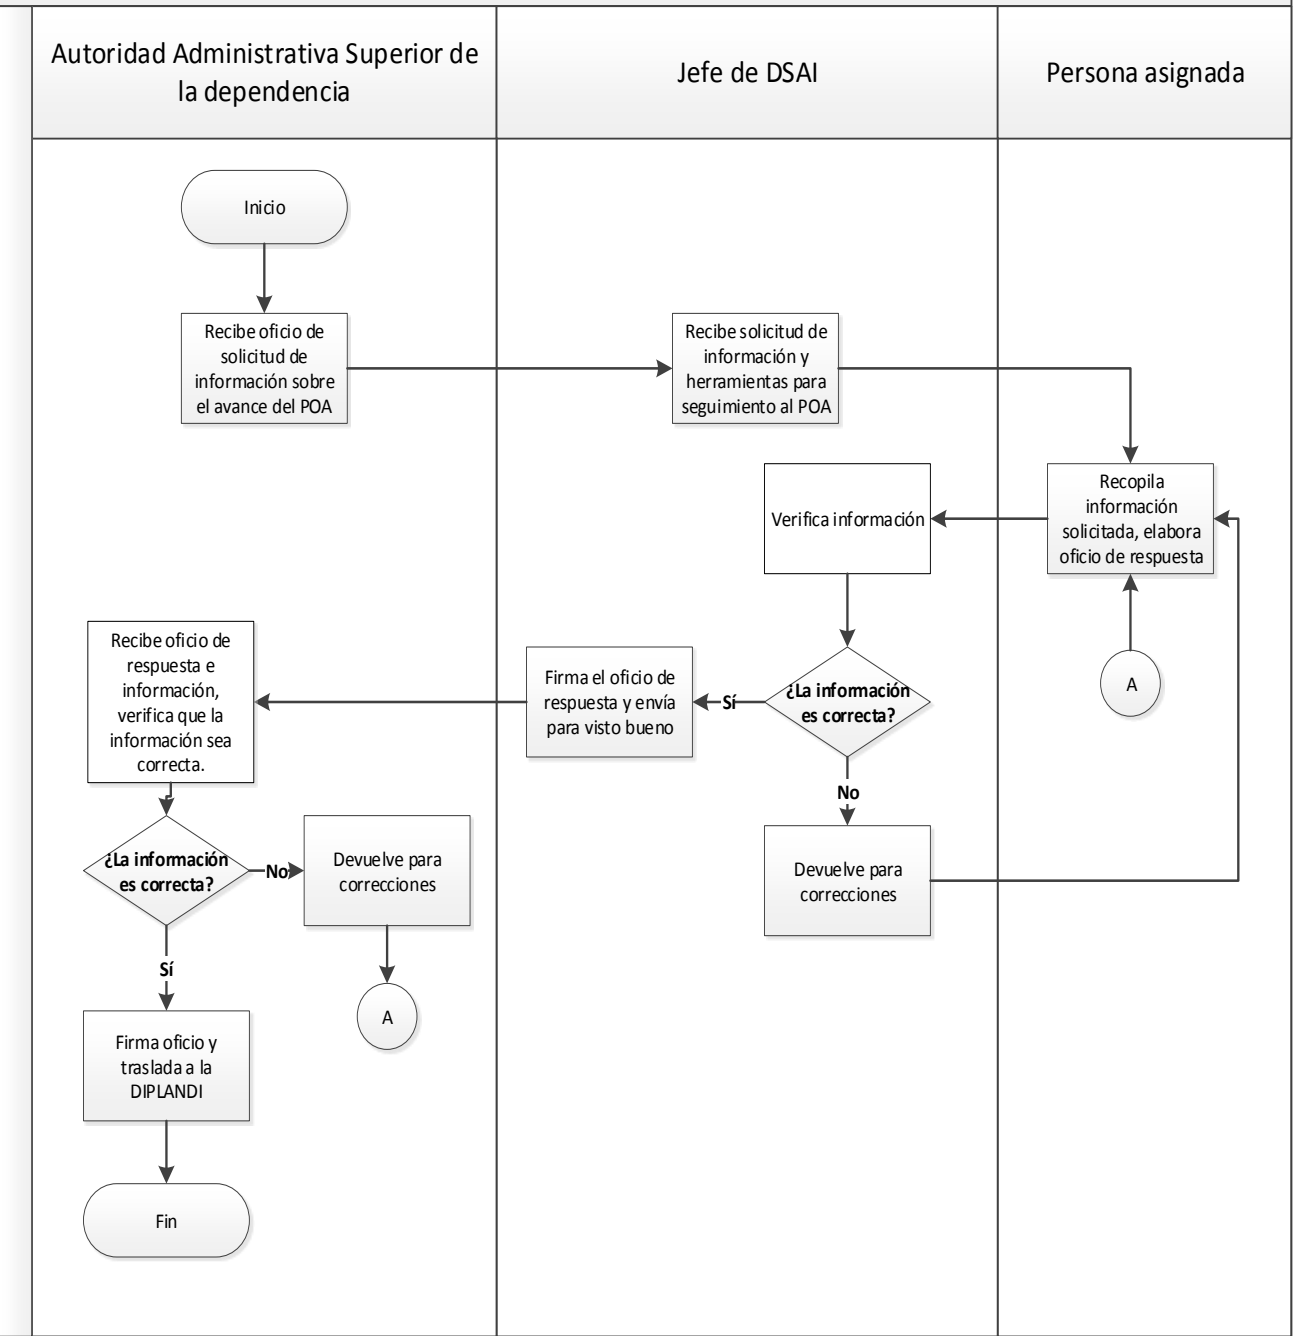 Autoridad Administrativa Superior de
la dependencia
Jefe de DSAI
Persona asignada
Inicio
Recibe oficio de
solicitud de
información sobre
el avance del POA
Recibe solicitud de
información y
herramientas para
seguimiento al POA
Recopila
información
solicitada, elabora
oficio de respuesta
Verifica información
A
¿La información
es correcta?
Sí
No
Firma el oficio de
respuesta y envía
para visto bueno
Devuelve para
correcciones
Recibe oficio de
respuesta e
información,
verifica que la
información sea
correcta.
¿La información
es correcta?
No
Devuelve para
correcciones
A
Sí
Firma oficio y
traslada a la
DIPLANDI
Fin